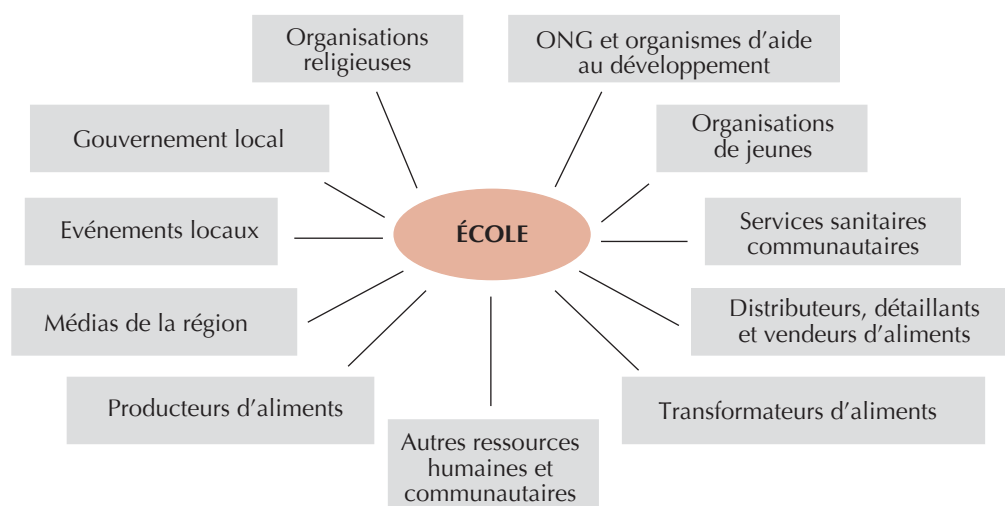 Organisations
religieuses
ONG et organismes d'aide
au développement
Gouvernement local
Organisations
de jeunes
Evénements locaux
ÉCOLE
Services sanitaires
communautaires
Médias de la région
Distributeurs, détaillants
et vendeurs d'aliments
Producteurs d'aliments
Autres ressources
humaines et
communautaires
Transformateurs d'aliments